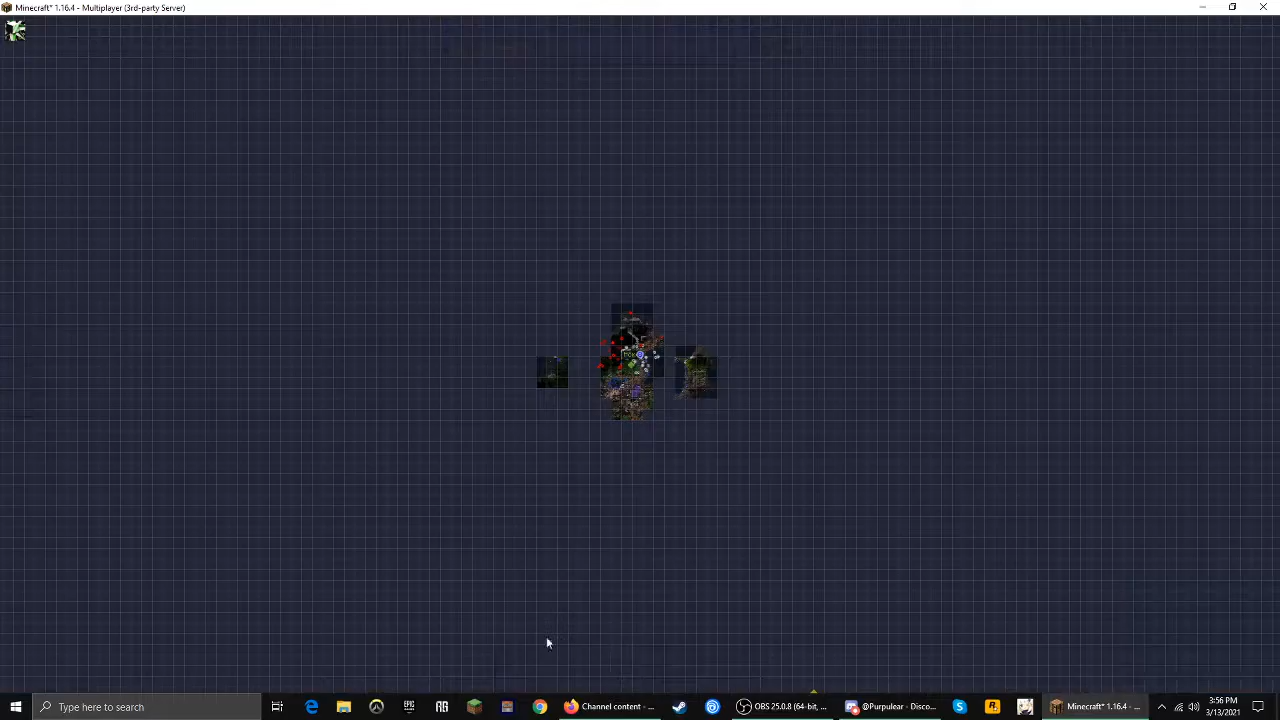 Minecraft* 1.16.4 - Multiplayer (3rd-party Server)
Type here to search
EPIC
Channel content - ...
OBS 25.0.8 (64-bit, ...
@Purpulear - Disco...
Minecraft* 1.16.4 - ...
3:56 PM
3/13/2021